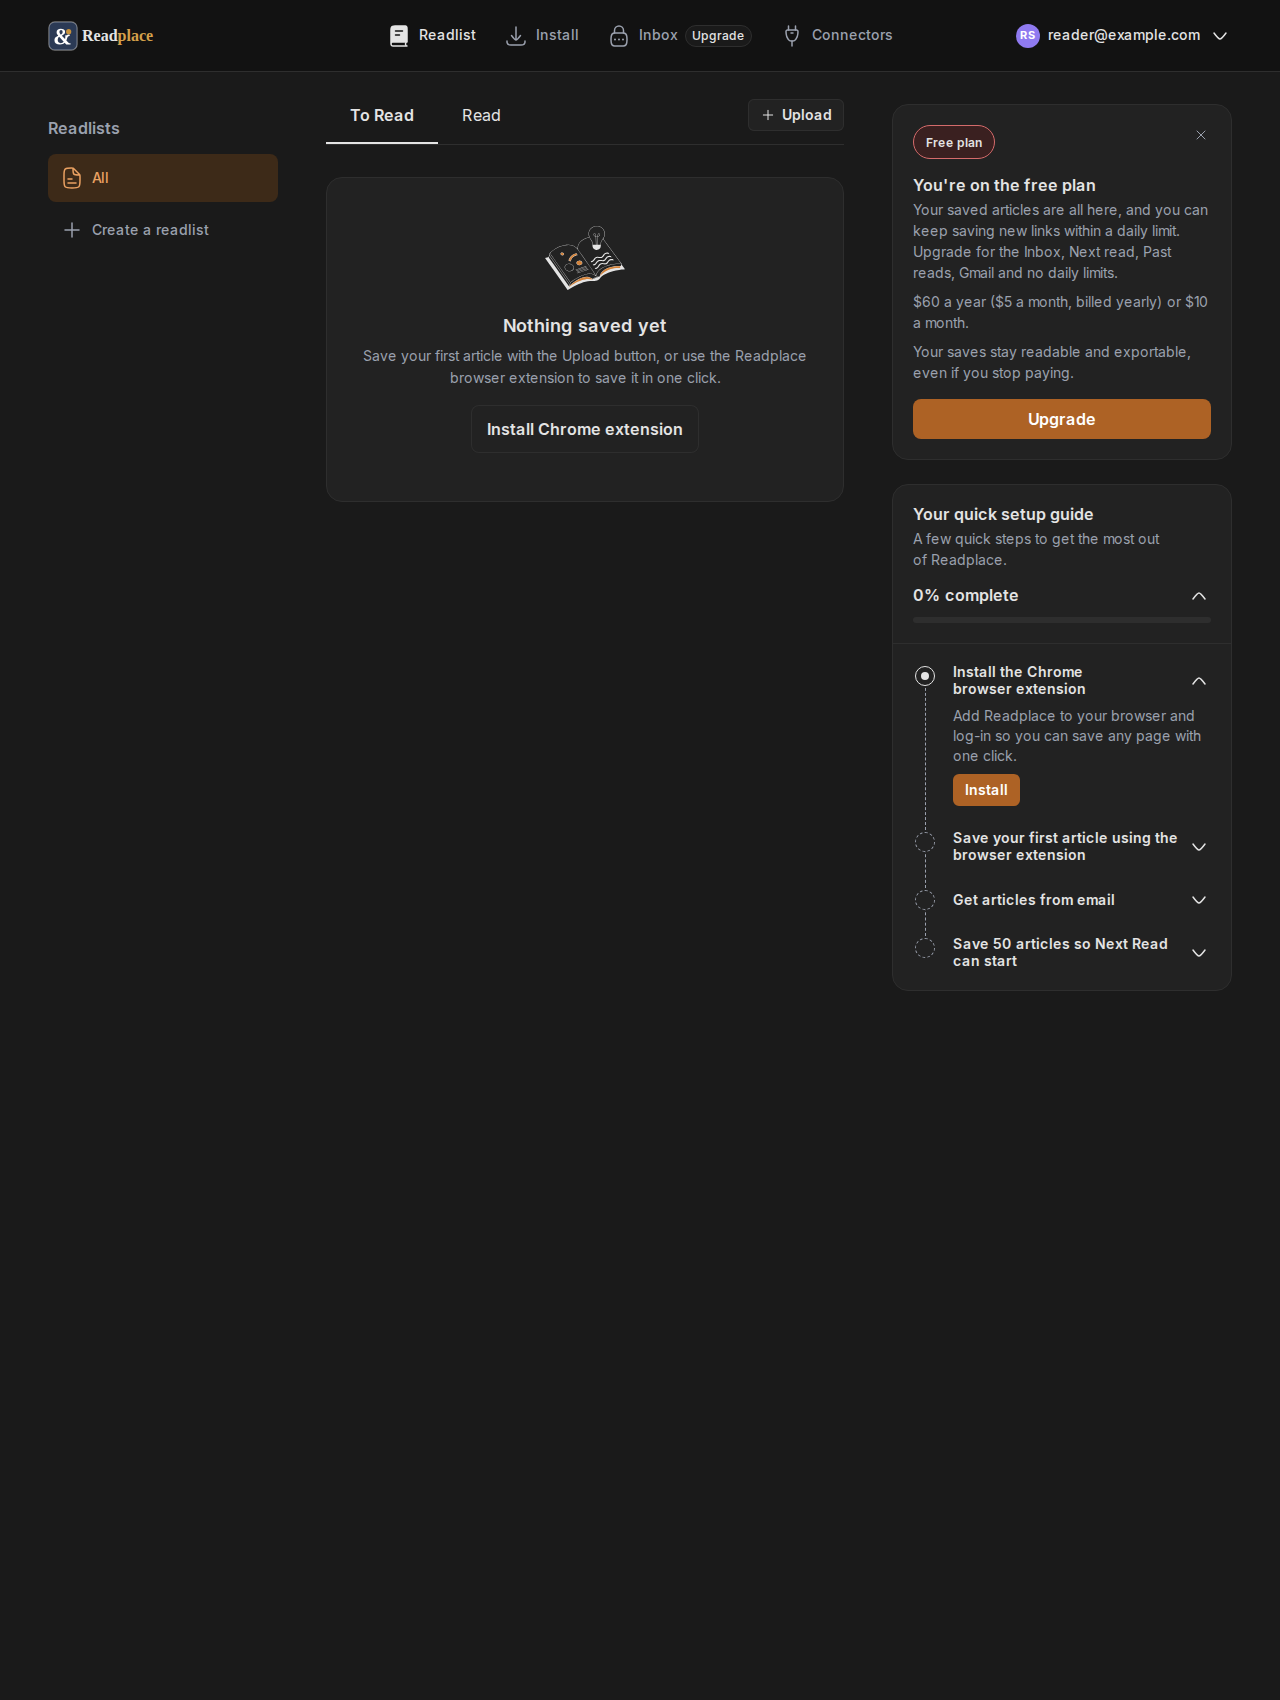 & Readplace
Readlist
Install
Inbox
Upgrade
Connectors
RS
reader@example.com
Readlists
All
Create a readlist
To Read
Read
Upload
Nothing saved yet
Save your first article with the Upload button, or use the Readplace
browser extension to save it in one click.
Install Chrome extension
Free plan
You're on the free plan
Your saved articles are all here, and you can
keep saving new links within a daily limit.
Upgrade for the Inbox, Next read, Past
reads, Gmail and no daily limits.
$60 a year ($5 a month, billed yearly) or $10
a month.
Your saves stay readable and exportable,
even if you stop paying.
Upgrade
Your quick setup guide
A few quick steps to get the most out
of Readplace.
0% complete
Install the Chrome
browser extension
Add Readplace to your browser and
log-in so you can save any page with
one click.
Install
Save your first article using the
browser extension
Get articles from email
Save 50 articles so Next Read
can start